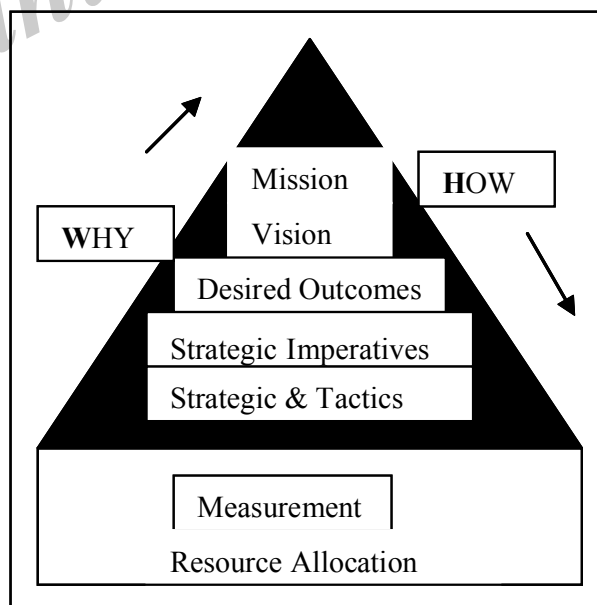 Mission
HOW
WHY
Vision
Desired Outcomes
Strategic Imperatives
Strategic & Tactics
Measurement
Resource Allocation